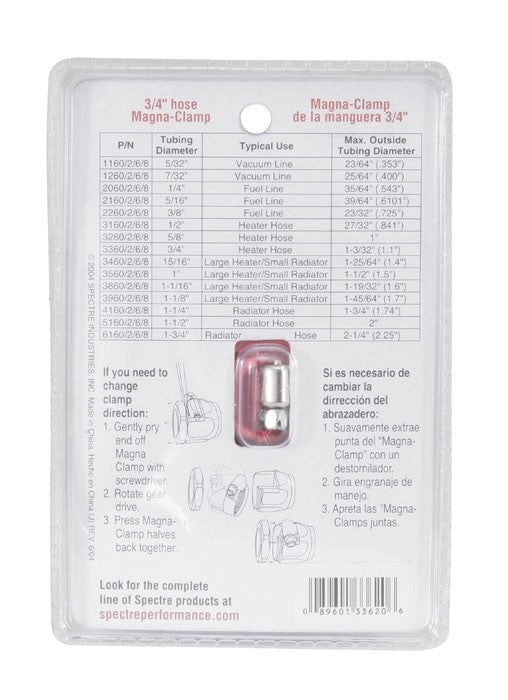 3/4" hose
Magna-Clamp
Magna-Clamp
de la manguera 3/4"
P/N Tubing Diameter Typical Use Max. Outside Tubing Diameter
1160/2/6/8 5/32" Vacuum Line 23/64" (.353")
1260/2/6/8 7/32" Vacuum Line 25/64" (.400")
2060/2/6/8 1/4" Fuel Line 35/64" (.543")
2160/2/6/8 5/16" Fuel Line 39/64" (.6101")
2260/2/6/8 3/8" Fuel Line 23/32" (.725")
3160/2/6/8 1/2" Heater Hose 27/32" (.841")
3260/2/6/8 5/8" Heater Hose 1"
3360/2/6/8 3/4" Heater Hose 1-3/32" (1.1")
3460/2/6/8 15/16" Large Heater/Small Radiator 1-25/64" (1.4")
3560/2/6/8 1" Large Heater/Small Radiator 1-1/2" (1.5")
3860/2/6/8 1-1/16" Large Heater/Small Radiator 1-19/32" (1.6")
3960/2/6/8 1-1/8" Large Heater/Small Radiator 1-45/64" (1.7")
4160/2/6/8 1-1/4" Radiator Hose 1-3/4" (1.74")
5160/2/6/8 1-1/2" Radiator Hose 2"
6160/2/6/8 1-3/4" Radiator Hose 2-1/4" (2.25")
© 2004 SPECTRE INDUSTRIES, INC. Made in China Hecho en China (J) REV. 6/04
If you need to
change
clamp
direction:
1. Gently pry
end off
Magna
Clamp with
screwdriver.
2. Rotate gear
drive.
3. Press Magna-
Clamp halves
back together.
Si es necesario de
cambiar la
dirrección del
abrazadero:
1. Suavamente extrae
punta del "Magna-
Clamp" con un
destornilador.
2. Gira engranaje de
manejo.
3. Apreta las "Magna-
Clamps juntas.
Look for the complete
line of Spectre products at
spectreperformance.com
0 89601 33620 6